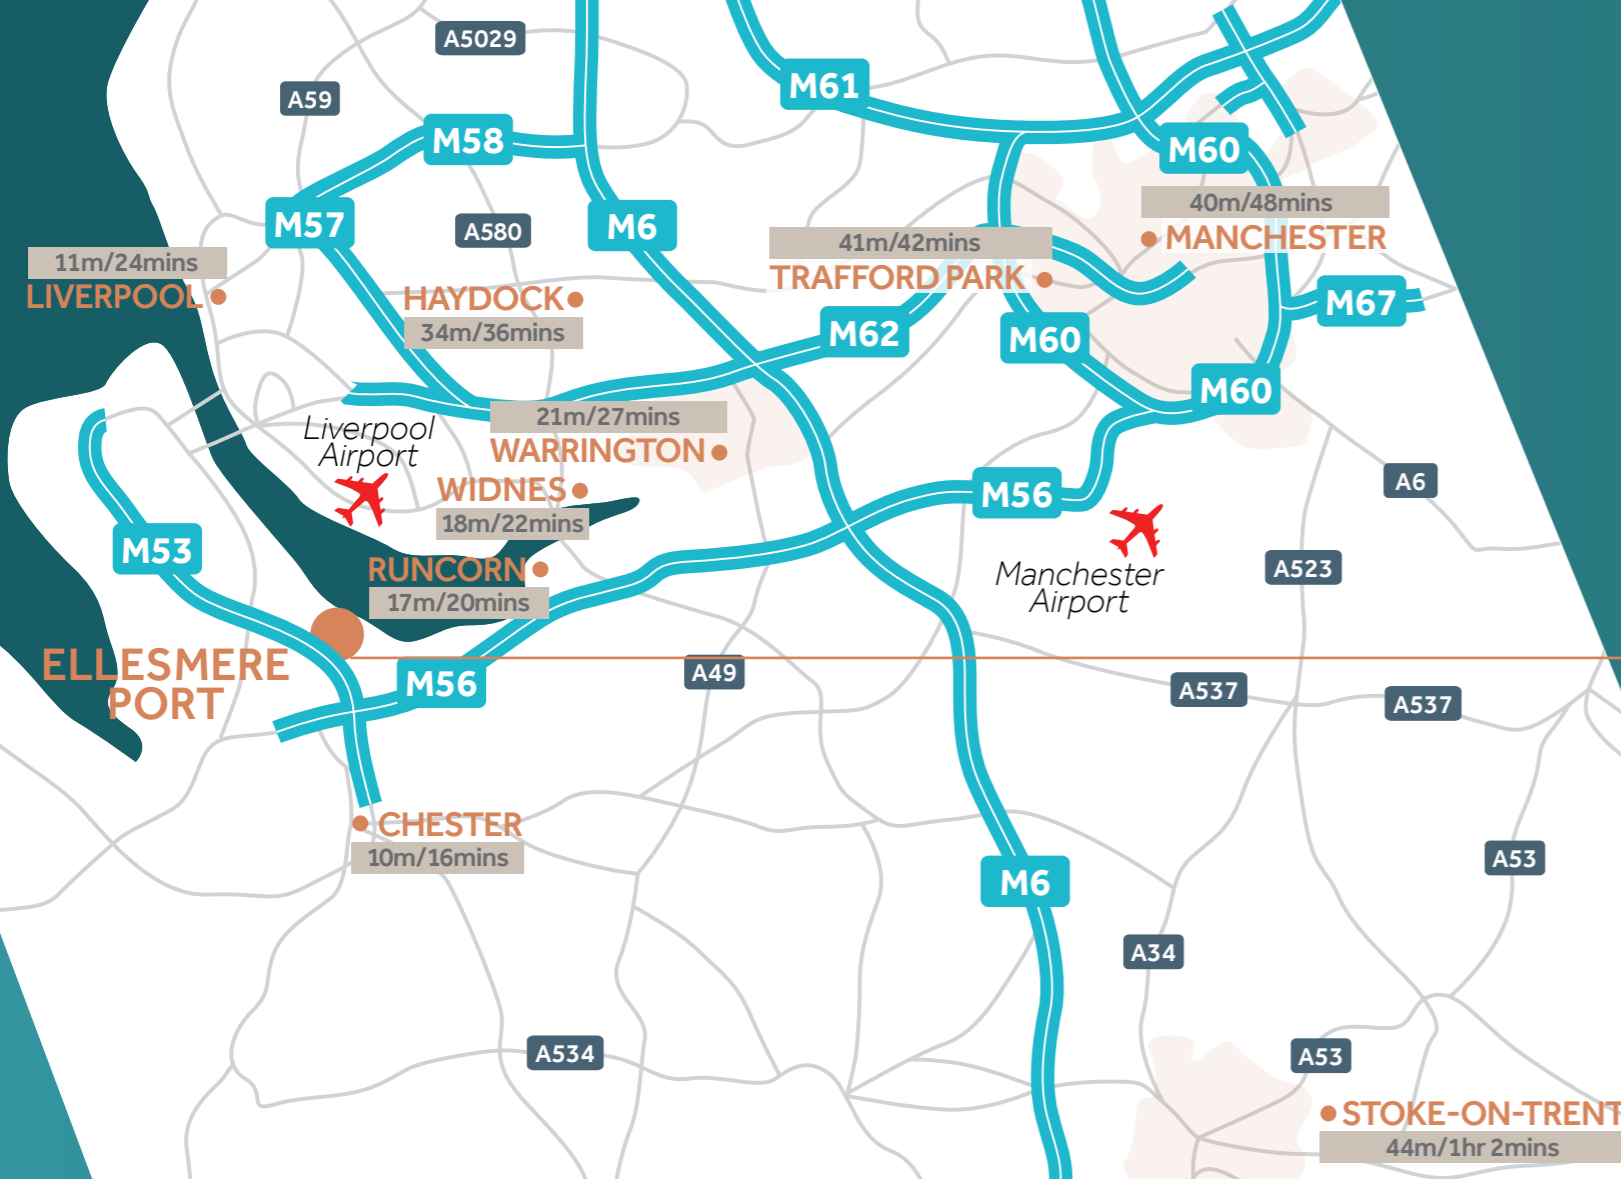 A5029
M61
A59
M58
M60
40m/48mins
M57
A580
M6
41m/42mins
MANCHESTER
11m/24mins
LIVERPOOL
TRAFFORD PARK
HAYDOCK
M67
34m/36mins
M62
M60
M60
21m/27mins
Liverpool
Airport
WARRINGTON
A6
WIDNES
M56
18m/22mins
M53
RUNCORN
A523
17m/20mins
Manchester
Airport
ELLESMERE
PORT
M56
A49
A537
A537
CHESTER
10m/16mins
A53
M6
A34
A534
A53
STOKE-ON-TRENT
44m/1hr 2mins